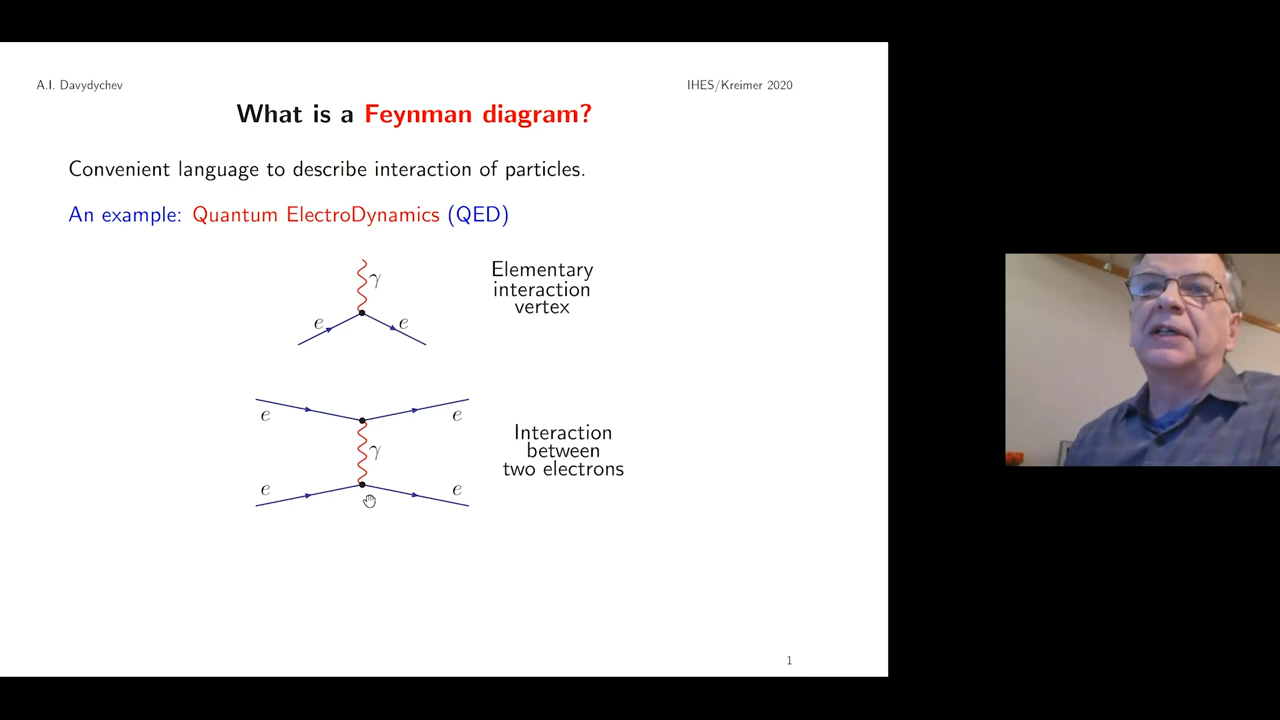 A.I. Davydychev
IHES/Kreimer 2020
What is a Feynman diagram?
Convenient language to describe interaction of particles.
An example: Quantum ElectroDynamics (QED)
γ
e
e
Elementary
interaction
vertex
e
e
γ
e
e
Interaction
between
two electrons
1